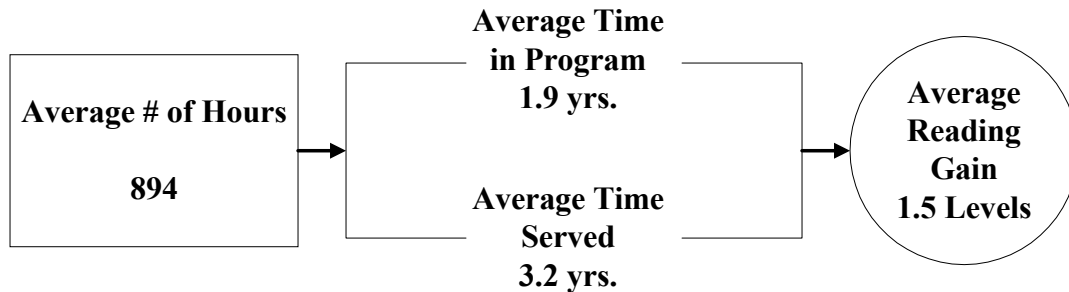 Average # of Hours
894
Average Time
in Program
1.9 yrs.
Average Time
Served
3.2 yrs.
Average
Reading
Gain
1.5 Levels